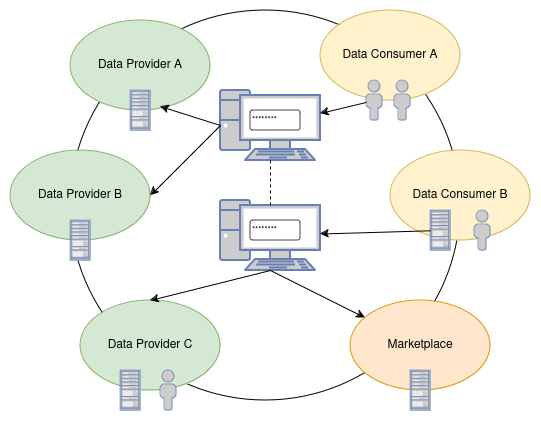 Data Provider A
Data Consumer A
********
Data Provider B
Data Consumer B
********
Data Provider C
Marketplace